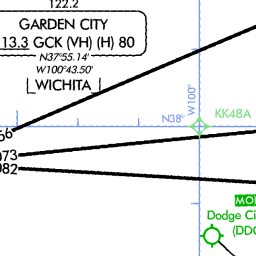 122.2
GARDEN CITY
113.3 GCK (VH) (H) 80
N37°55.14'
W100°43.50'
WICHITA
W100°
KK48A
N38°
66
073
082
MO
Dodge Ci
(DDC